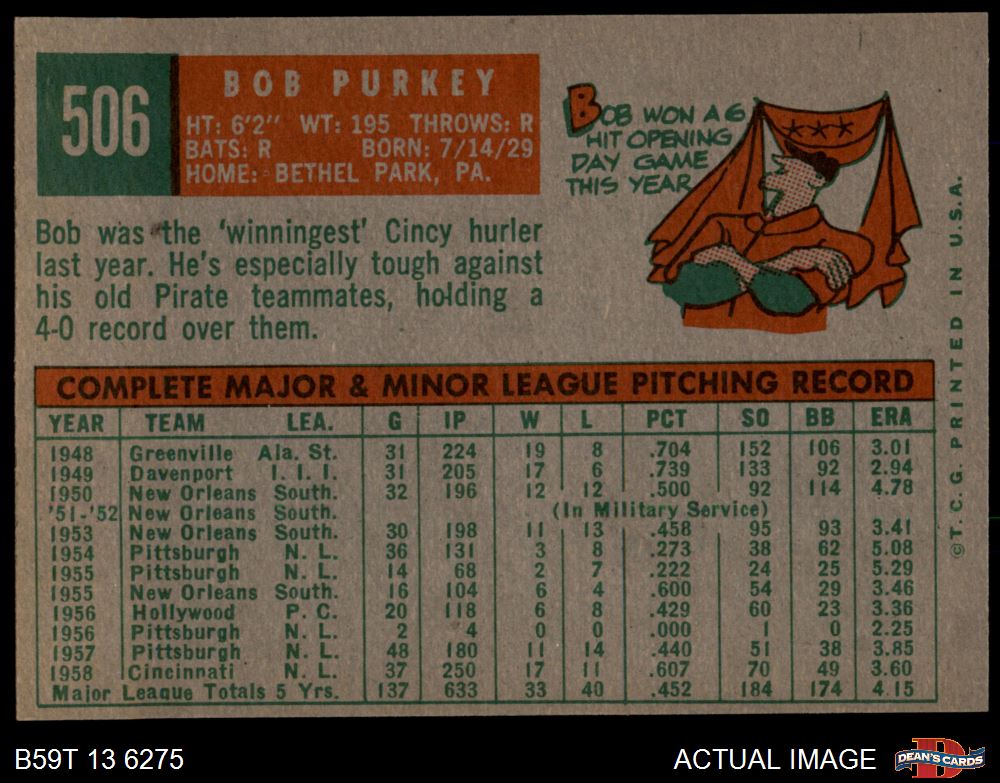 506
BOB PURKEY
HT: 6'2" WT: 195 THROWS: R
BATS: R BORN: 7/14/29
HOME: BETHEL PARK, PA.
BOB WON A 6
HIT OPENING
DAY GAME
THIS YEAR
Bob was the 'winningest' Cincy hurler
last year. He's especially tough against
his old Pirate teammates, holding a
4-0 record over them.
COMPLETE MAJOR & MINOR LEAGUE PITCHING RECORD
YEAR TEAM LEA. G IP W L PCT SO BB ERA
1948 Greenville Ala. St. 31 224 19 8 .704 152 106 3.01
1949 Davenport I. I. I. 31 205 17 6 .739 133 92 2.94
1950 New Orleans South. 32 196 12 12 .500 92 114 4.78
'51-'52 New Orleans South. (In Military Service)
1953 New Orleans South. 30 198 11 13 .458 95 93 3.41
1954 Pittsburgh N. L. 36 131 3 8 .273 38 62 5.08
1955 Pittsburgh N. L. 14 68 2 7 .222 24 25 5.29
1955 New Orleans South. 16 104 6 4 .600 54 29 3.46
1956 Hollywood P. C. 20 118 6 8 .429 60 23 3.36
1956 Pittsburgh N. L. 2 4 0 0 .000 1 0 2.25
1957 Pittsburgh N. L. 48 180 11 14 .440 51 38 3.85
1958 Cincinnati N. L. 37 250 17 11 .607 70 49 3.60
Major League Totals 5 Yrs. 137 633 33 40 .452 184 174 4.15
©T. C. G. PRINTED IN U.S.A.
B59T 13 6275
ACTUAL IMAGE
D
DEAN'S CARDS